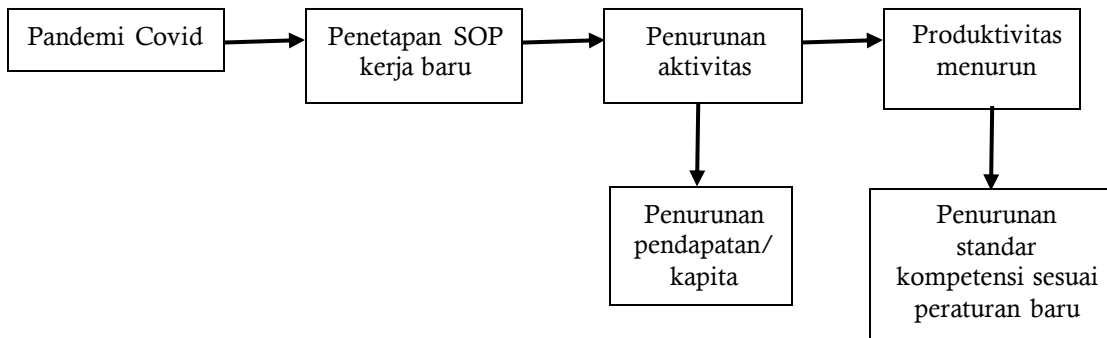 Pandemi Covid
Penetapan SOP
kerja baru
Penurunan
aktivitas
Produktivitas
menurun
Penurunan
pendapatan/
kapita
Penurunan
standar
kompetensi sesuai
peraturan baru